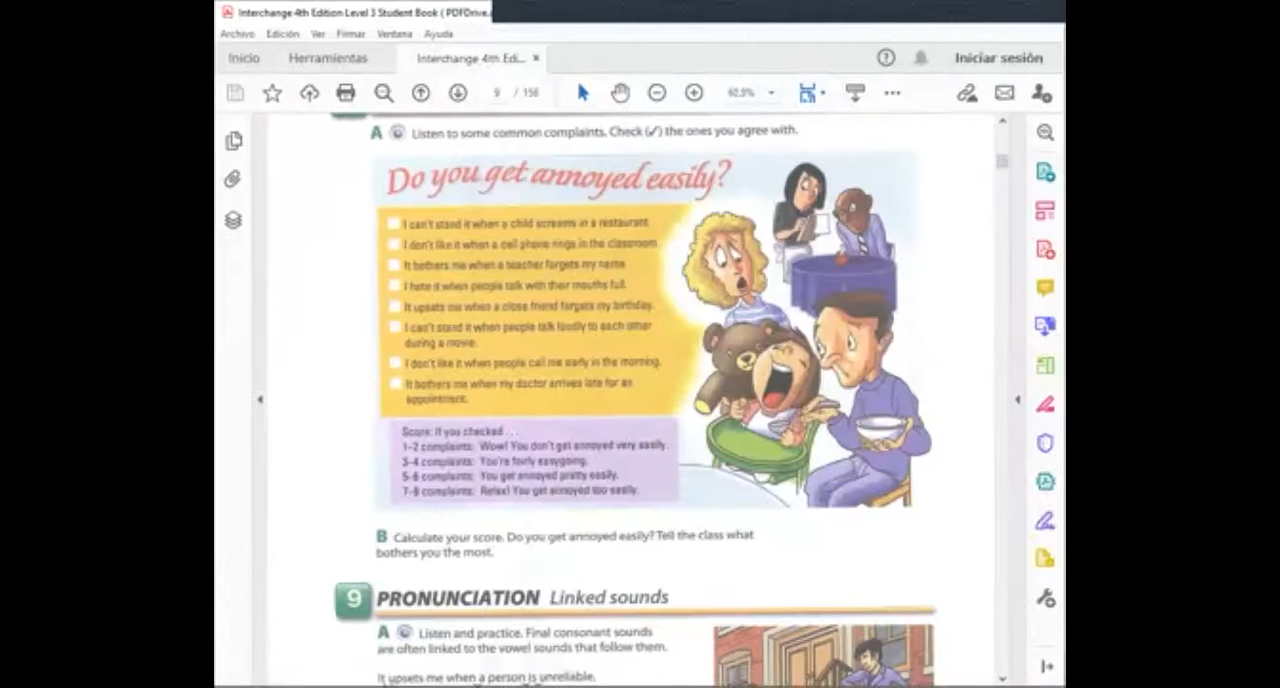 Interchange 4th Edition Level 3 Student Book ( PDFDrive.
Archivo Edición Ver Firmar Ventana Ayuda
Inicio Herramientas Interchange 4th Edi... × Iniciar sesión
9 / 158 62.9%
A Listen to some common complaints. Check (✓) the ones you agree with.
Do you get annoyed easily?
I can't stand it when a child screams in a restaurant.
I don't like it when a cell phone rings in the classroom.
It bothers me when a teacher forgets my name.
I hate it when people talk with their mouths full.
It upsets me when a close friend forgets my birthday.
I can't stand it when people talk loudly to each other
during a movie.
I don't like it when people call me early in the morning.
It bothers me when my doctor arrives late for an
appointment.
Score: If you checked . . .
1–2 complaints: Wow! You don't get annoyed very easily.
3–4 complaints: You're fairly easygoing.
5–6 complaints: You get annoyed pretty easily.
7–8 complaints: Relax! You get annoyed too easily.
B Calculate your score. Do you get annoyed easily? Tell the class what
bothers you the most.
9 PRONUNCIATION Linked sounds
A Listen and practice. Final consonant sounds
are often linked to the vowel sounds that follow them.
It upsets me when a person is unreliable.